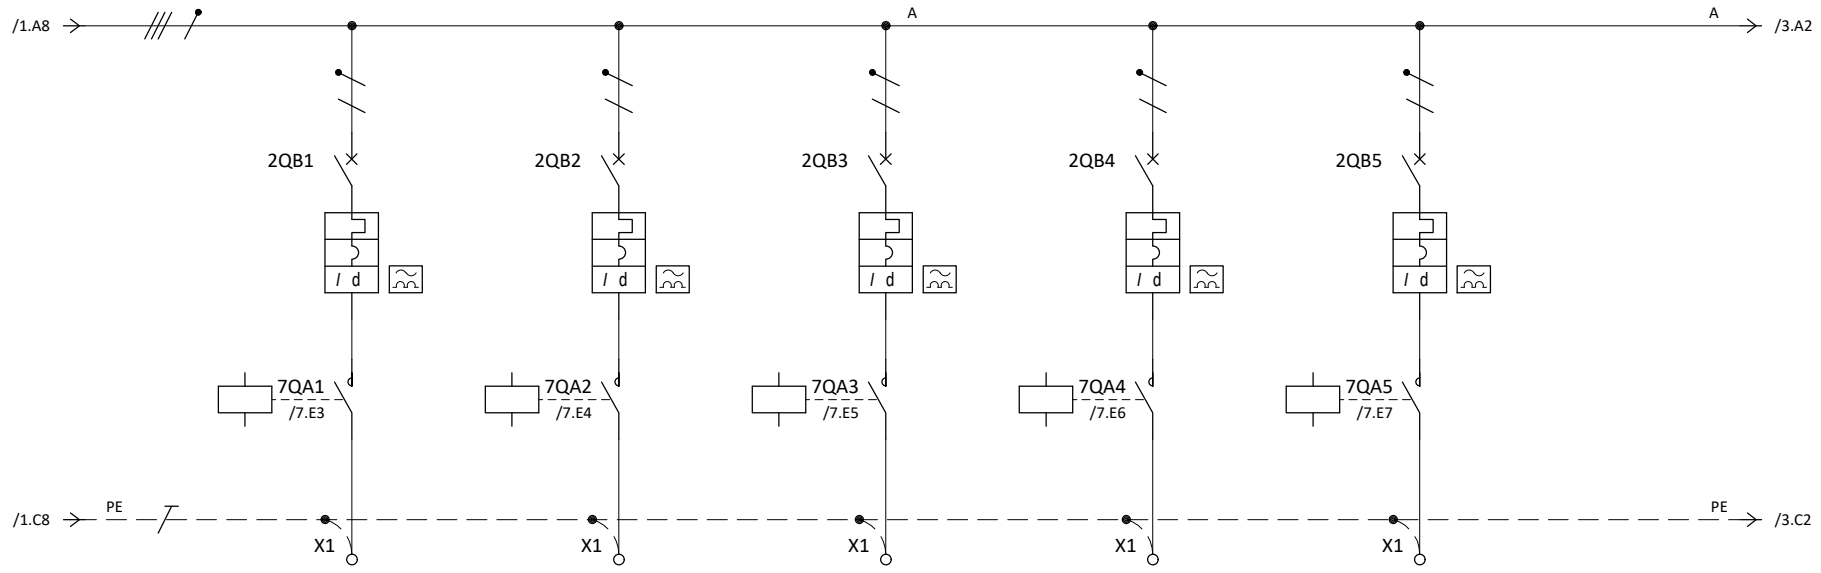 /1.A8
A
A
/3.A2
2QB1
2QB2
2QB3
2QB4
2QB5
I d
I d
I d
I d
I d
7QA1
/7.E3
7QA2
/7.E4
7QA3
/7.E5
7QA4
/7.E6
7QA5
/7.E7
/1.C8
PE
PE
/3.C2
X1
X1
X1
X1
X1